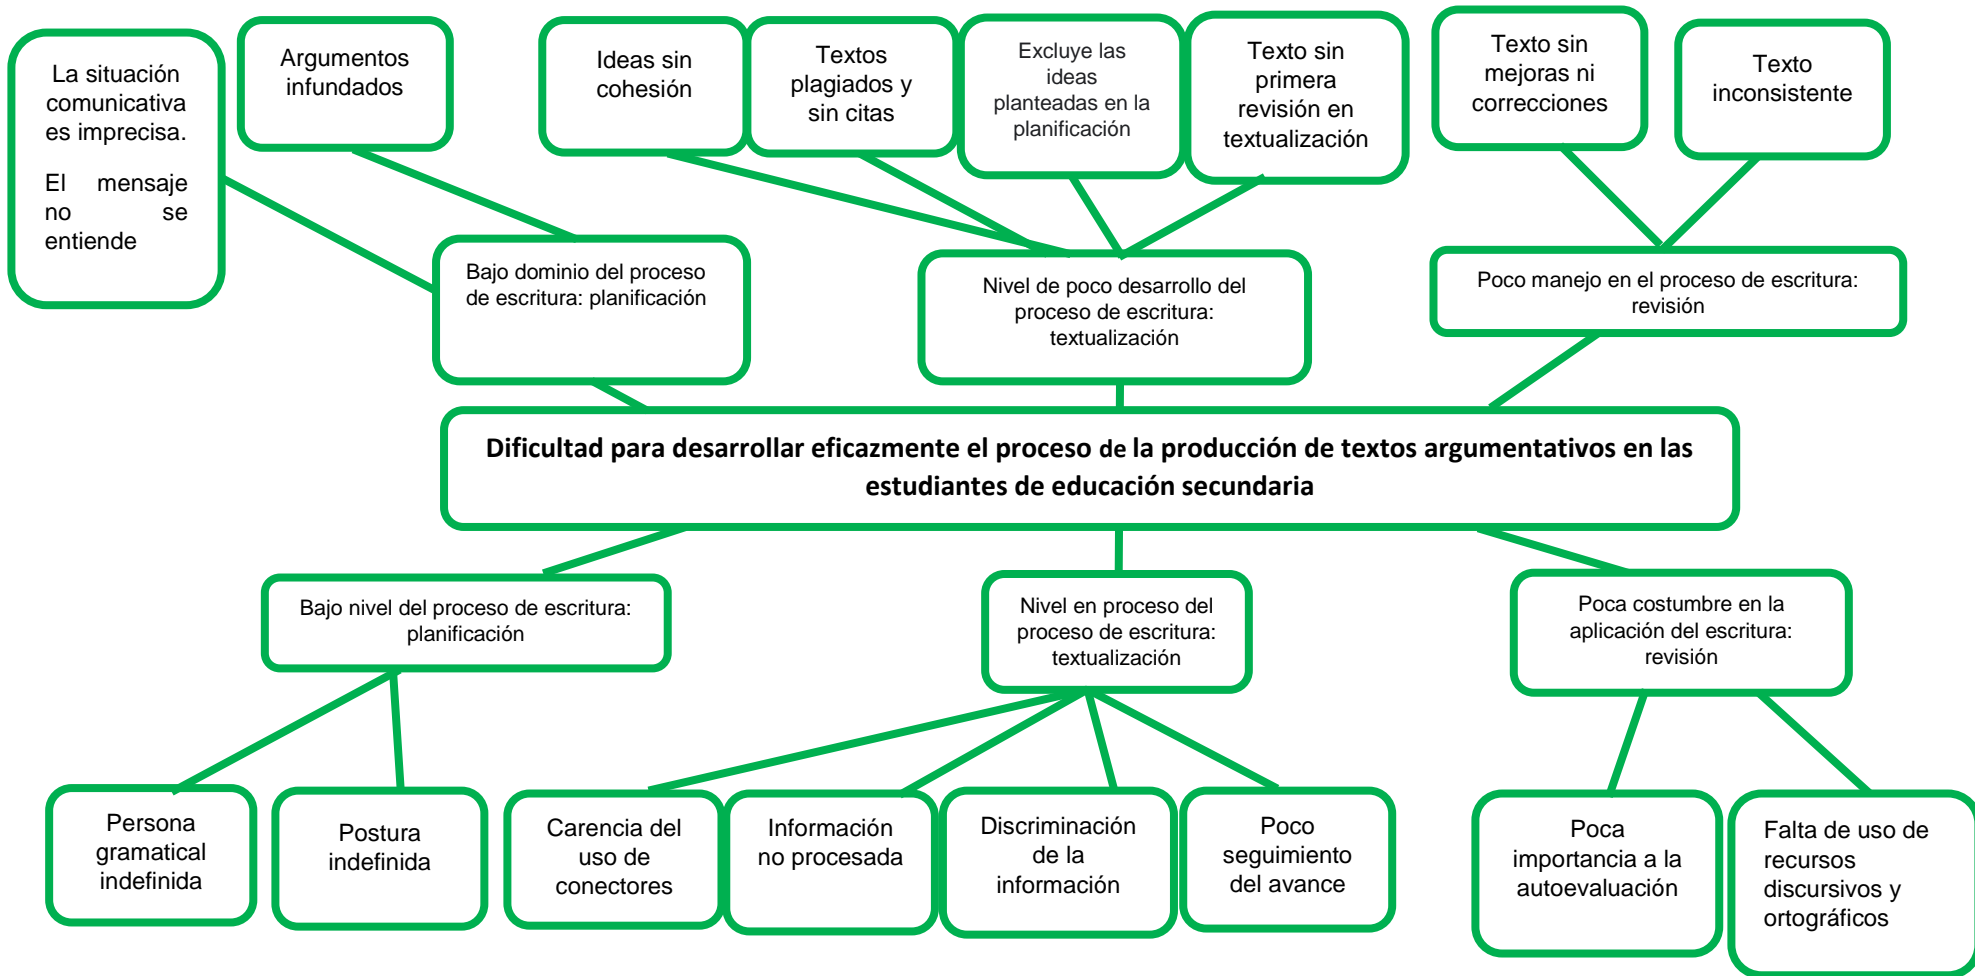 La situación
comunicativa
es imprecisa.
El mensaje
no se
entiende
Argumentos
infundados
Ideas sin
cohesión
Textos
plagiados y
sin citas
Excluye las
ideas
planteadas en la
planificación
Texto sin
primera
revisión en
textualización
Texto sin
mejoras ni
correcciones
Texto
inconsistente
Bajo dominio del proceso
de escritura: planificación
Nivel de poco desarrollo del
proceso de escritura:
textualización
Poco manejo en el proceso de escritura:
revisión
Dificultad para desarrollar eficazmente el proceso de la producción de textos argumentativos en las
estudiantes de educación secundaria
Bajo nivel del proceso de escritura:
planificación
Nivel en proceso del
proceso de escritura:
textualización
Poca costumbre en la
aplicación del escritura:
revisión
Persona
gramatical
indefinida
Postura
indefinida
Carencia del
uso de
conectores
Información
no procesada
Discriminación
de la
información
Poco
seguimiento
del avance
Poca
importancia a la
autoevaluación
Falta de uso de
recursos
discursivos y
ortográficos